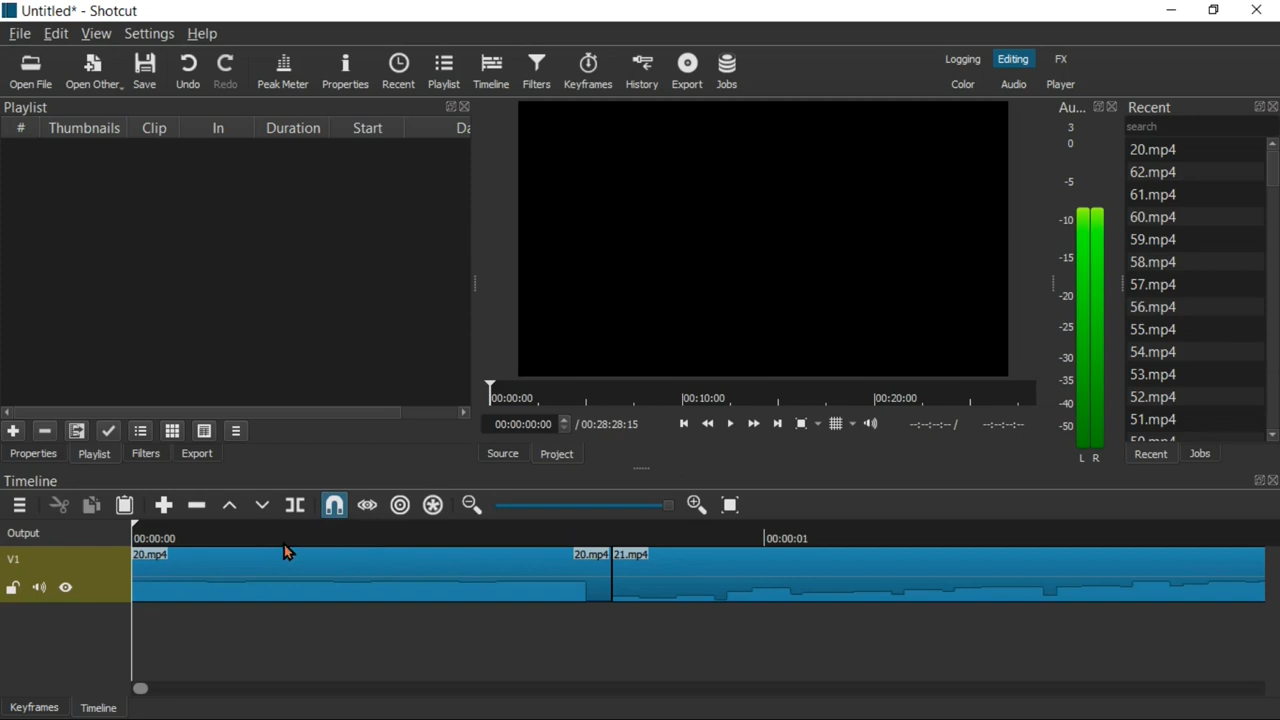 Untitled* - Shotcut
File Edit View Settings Help
Open File Open Other... Save Undo Redo Peak Meter Properties Recent Playlist Timeline Filters Keyframes History Export Jobs
Logging Editing FX
Color Audio Player
Playlist
# Thumbnails Clip In Duration Start Da
Au...
3
0
-5
-10
-15
-20
-25
-30
-35
-40
-50
L R
Recent
search
20.mp4
62.mp4
61.mp4
60.mp4
59.mp4
58.mp4
57.mp4
56.mp4
55.mp4
54.mp4
53.mp4
52.mp4
51.mp4
50.mp4
00:00:00 00:10:00 00:20:00
00:00:00:00 / 00:28:28:15 --:--:--:-- / --:--:--:--
Properties Playlist Filters Export
Source Project
Recent Jobs
Timeline
Output
00:00:00 00:00:01
V1
20.mp4 20.mp4 21.mp4
Keyframes Timeline